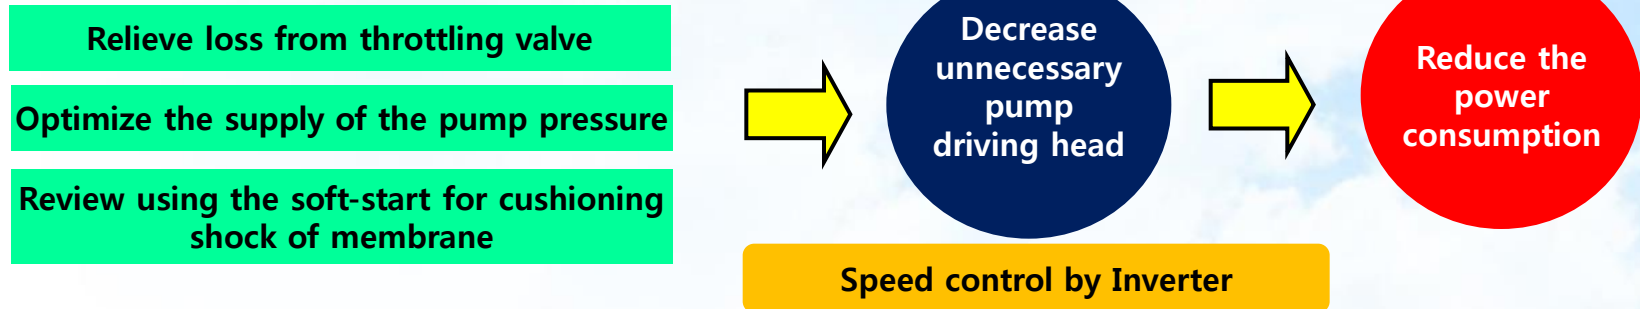 Relieve loss from throttling valve
Optimize the supply of the pump pressure
Review using the soft-start for cushioning
shock of membrane
Decrease
unnecessary
pump
driving head
Speed control by Inverter
Reduce the
power
consumption